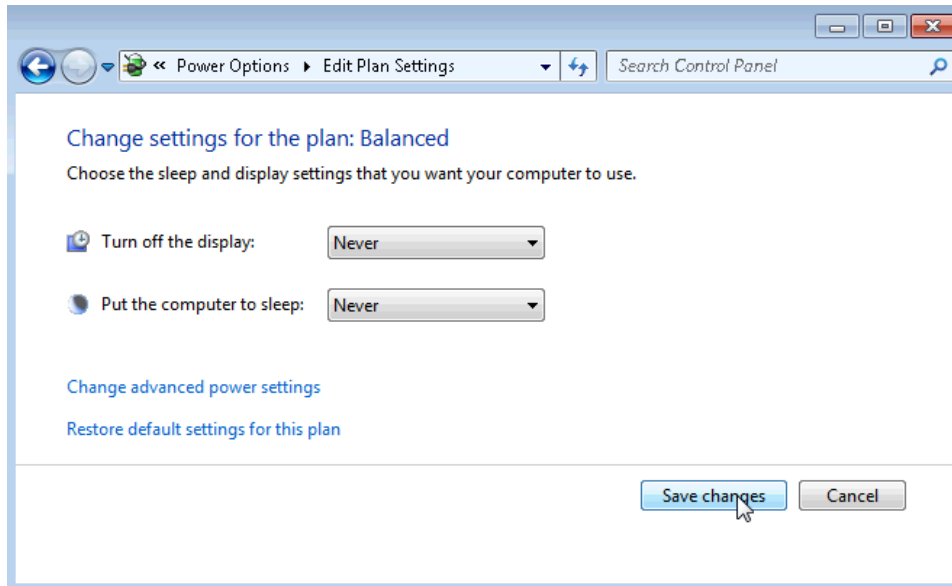 « Power Options ▸ Edit Plan Settings
Search Control Panel
Change settings for the plan: Balanced
Choose the sleep and display settings that you want your computer to use.
Turn off the display: Never
Put the computer to sleep: Never
Change advanced power settings
Restore default settings for this plan
Save changes Cancel